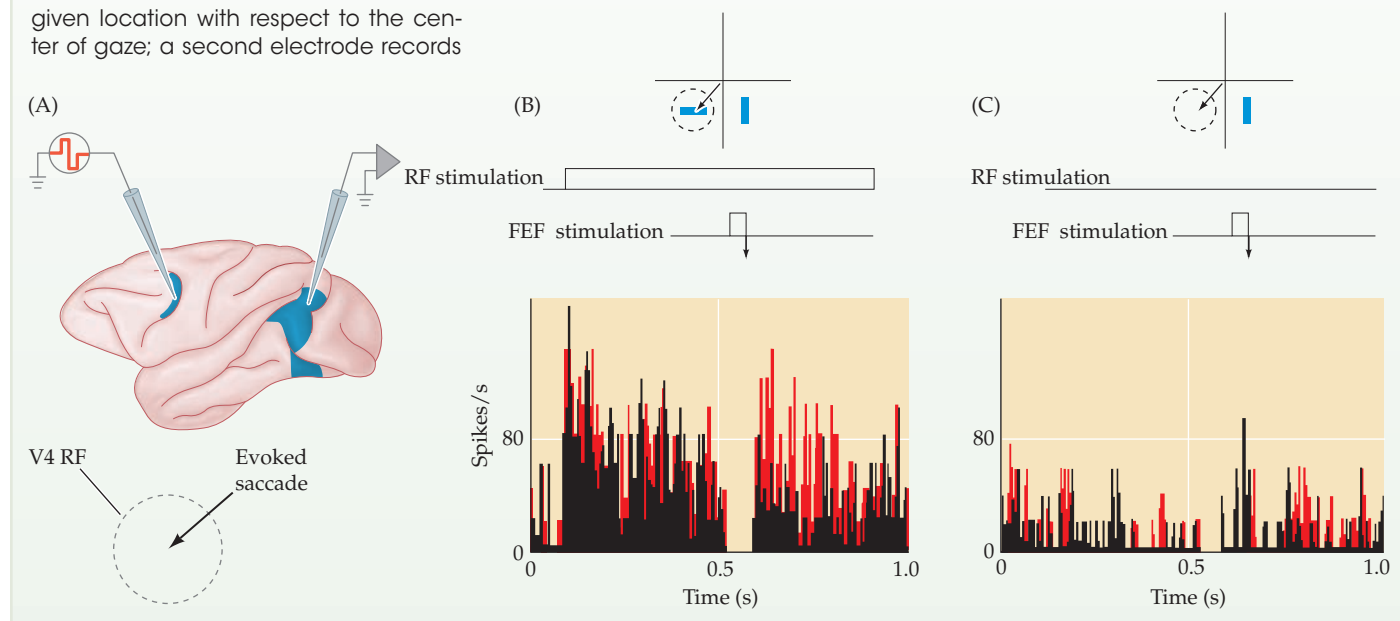 given location with respect to the cen-
ter of gaze; a second electrode records
(A)
V4 RF
Evoked
saccade
(B)
RF stimulation
FEF stimulation
Spikes/s
80
0
0
0.5
1.0
Time (s)
(C)
RF stimulation
FEF stimulation
80
0
0
0.5
1.0
Time (s)